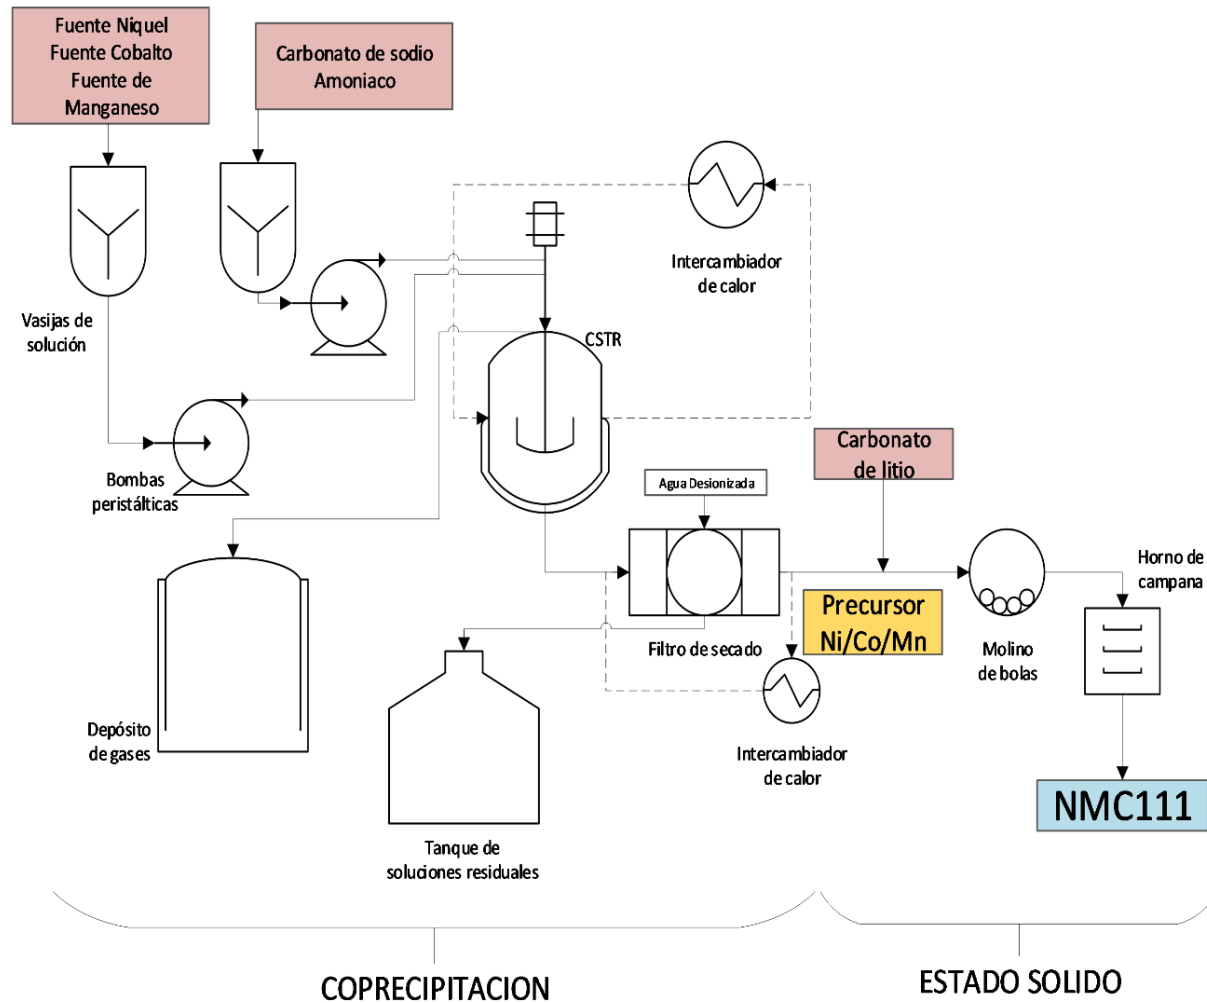 Fuente Niquel
Fuente Cobalto
Fuente de
Manganeso
Carbonato de sodio
Amoniaco
Intercambiador
de calor
Vasijas de
solución
CSTR
Bombas
peristálticas
Carbonato
de litio
Agua Desionizada
Horno de
campana
Precursor
Ni/Co/Mn
Filtro de secado
Molino
de bolas
Depósito
de gases
Intercambiador
de calor
NMC111
Tanque de
soluciones residuales
COPRECIPITACION
ESTADO SOLIDO